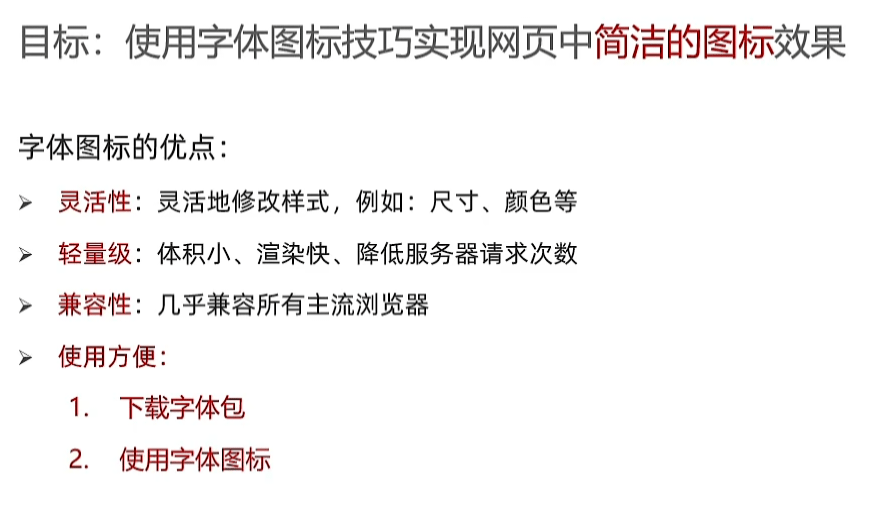 目标：使用字体图标技巧实现网页中简洁的图标效果
字体图标的优点：
➢ 灵活性：灵活地修改样式，例如：尺寸、颜色等
➢ 轻量级：体积小、渲染快、降低服务器请求次数
➢ 兼容性：几乎兼容所有主流浏览器
➢ 使用方便：
1. 下载字体包
2. 使用字体图标